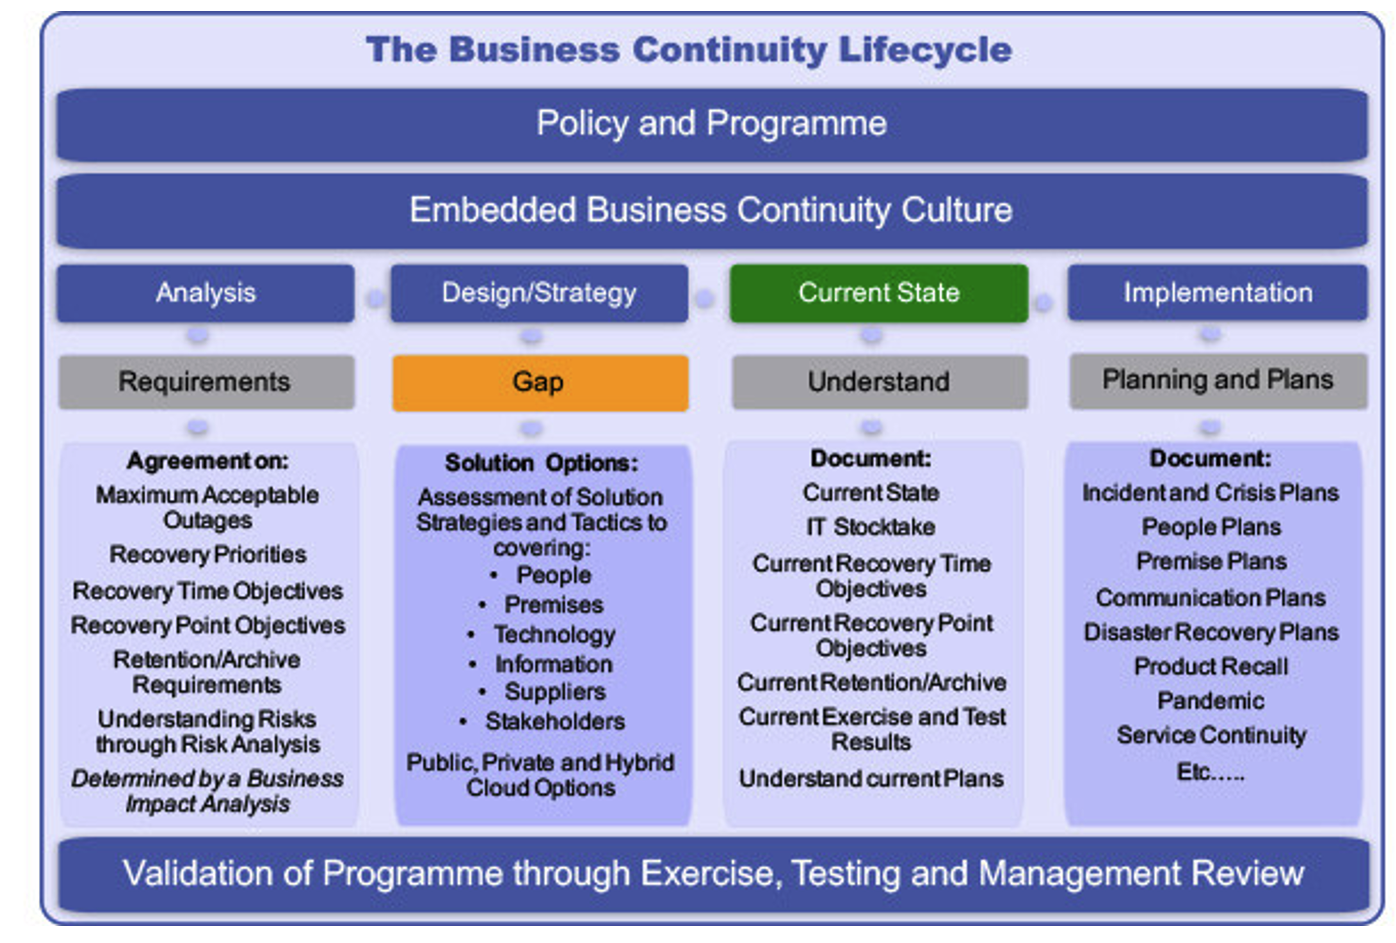 The Business Continuity Lifecycle
Policy and Programme
Embedded Business Continuity Culture
Analysis
Design/Strategy
Current State
Implementation
Requirements
Gap
Understand
Planning and Plans
Agreement on:
Maximum Acceptable
Outages
Recovery Priorities
Recovery Time Objectives
Recovery Point Objectives
Retention/Archive
Requirements
Understanding Risks
through Risk Analysis
Determined by a Business
Impact Analysis
Solution Options:
Assessment of Solution
Strategies and Tactics to
covering:
• People
• Premises
• Technology
• Information
• Suppliers
• Stakeholders
Public, Private and Hybrid
Cloud Options
Document:
Current State
IT Stocktake
Current Recovery Time
Objectives
Current Recovery Point
Objectives
Current Retention/Archive
Current Exercise and Test
Results
Understand current Plans
Document:
Incident and Crisis Plans
People Plans
Premise Plans
Communication Plans
Disaster Recovery Plans
Product Recall
Pandemic
Service Continuity
Etc.....
Validation of Programme through Exercise, Testing and Management Review